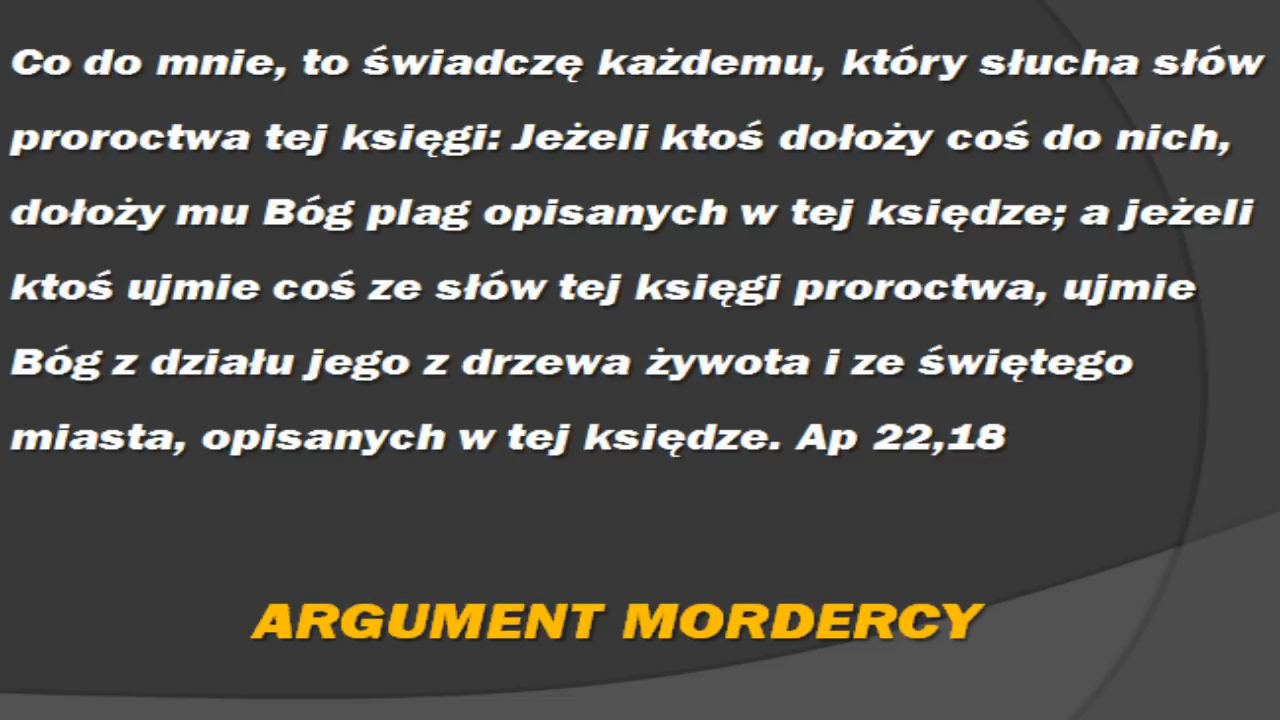 Co do mnie, to świadczę każdemu, który słucha słów
proroctwa tej księgi: Jeżeli ktoś dołoży coś do nich,
dołoży mu Bóg plag opisanych w tej księdze; a jeżeli
ktoś ujmie coś ze słów tej księgi proroctwa, ujmie
Bóg z działu jego z drzewa żywota i ze świętego
miasta, opisanych w tej księdze. Ap 22,18
ARGUMENT MORDERCY